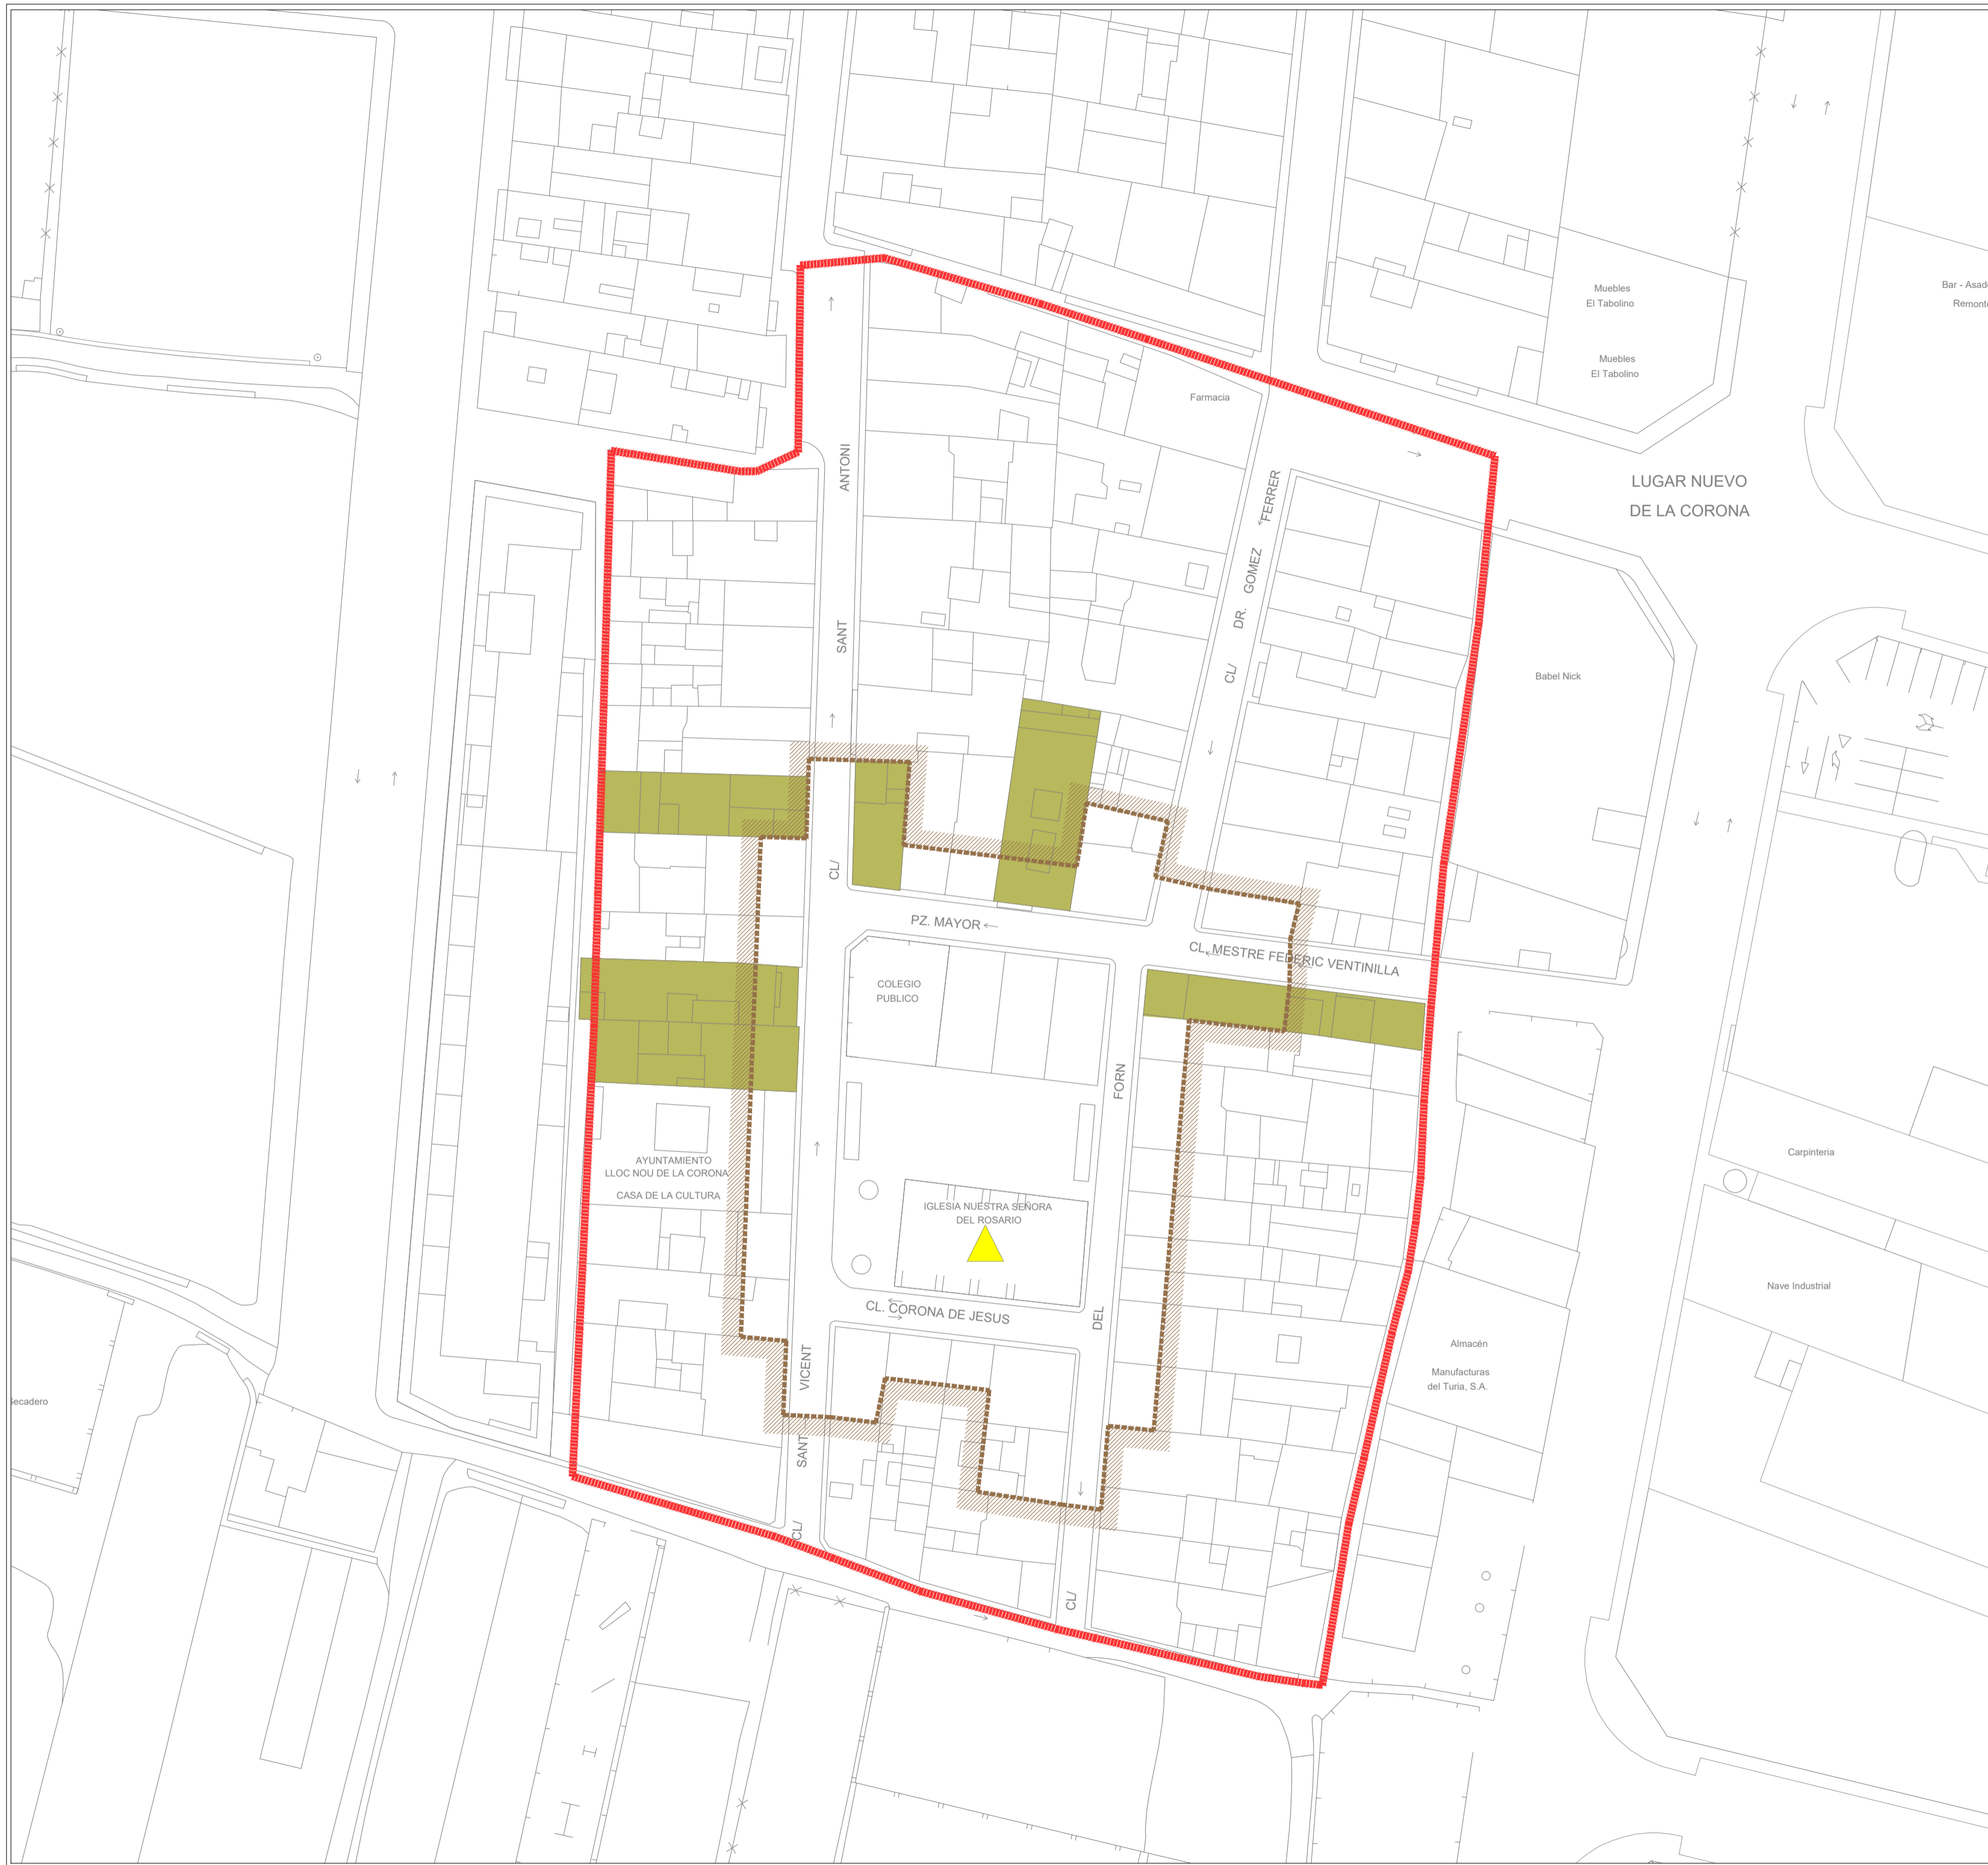 Muebles
El Tabolino
Bar - Asad
Remont
Muebles
El Tabolino
Farmacia
LUGAR NUEVO
DE LA CORONA
CL/ SANT ANTONI
CL/ DR. GOMEZ FERRER
Babel Nick
PZ. MAYOR
CL. MESTRE FEDERIC VENTINILLA
COLEGIO
PUBLICO
CL/ DEL FORN
AYUNTAMIENTO
LLOC NOU DE LA CORONA
CASA DE LA CULTURA
IGLESIA NUESTRA SEÑORA
DEL ROSARIO
Carpinteria
Nave Industrial
CL. CORONA DE JESUS
CL/ SANT VICENT
Almacén
Manufacturas
del Turia, S.A.
Secadero